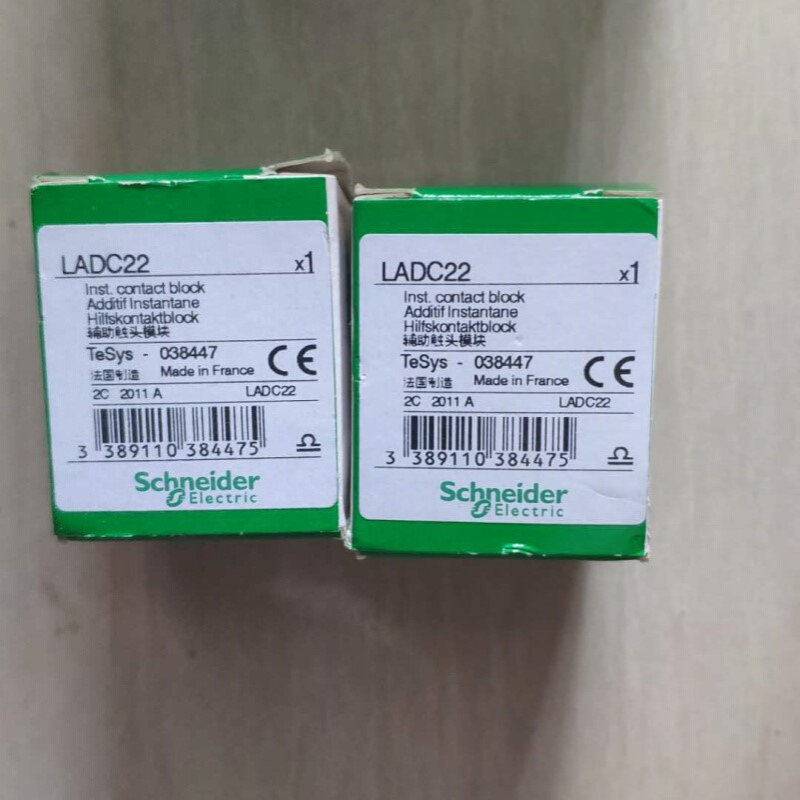 LADC22 x1
Inst. contact block
Additif Instantane
Hilfskontaktblock
辅助触头模块
TeSys - 038447
法国制造 Made in France CE
2C 2011 A LADC22
3 389110 384475
Schneider
Electric
LADC22 x1
Inst. contact block
Additif Instantane
Hilfskontaktblock
辅助触头模块
TeSys - 038447
法国制造 Made in France CE
2C 2011 A LADC22
3 389110 384475
Schneider
Electric